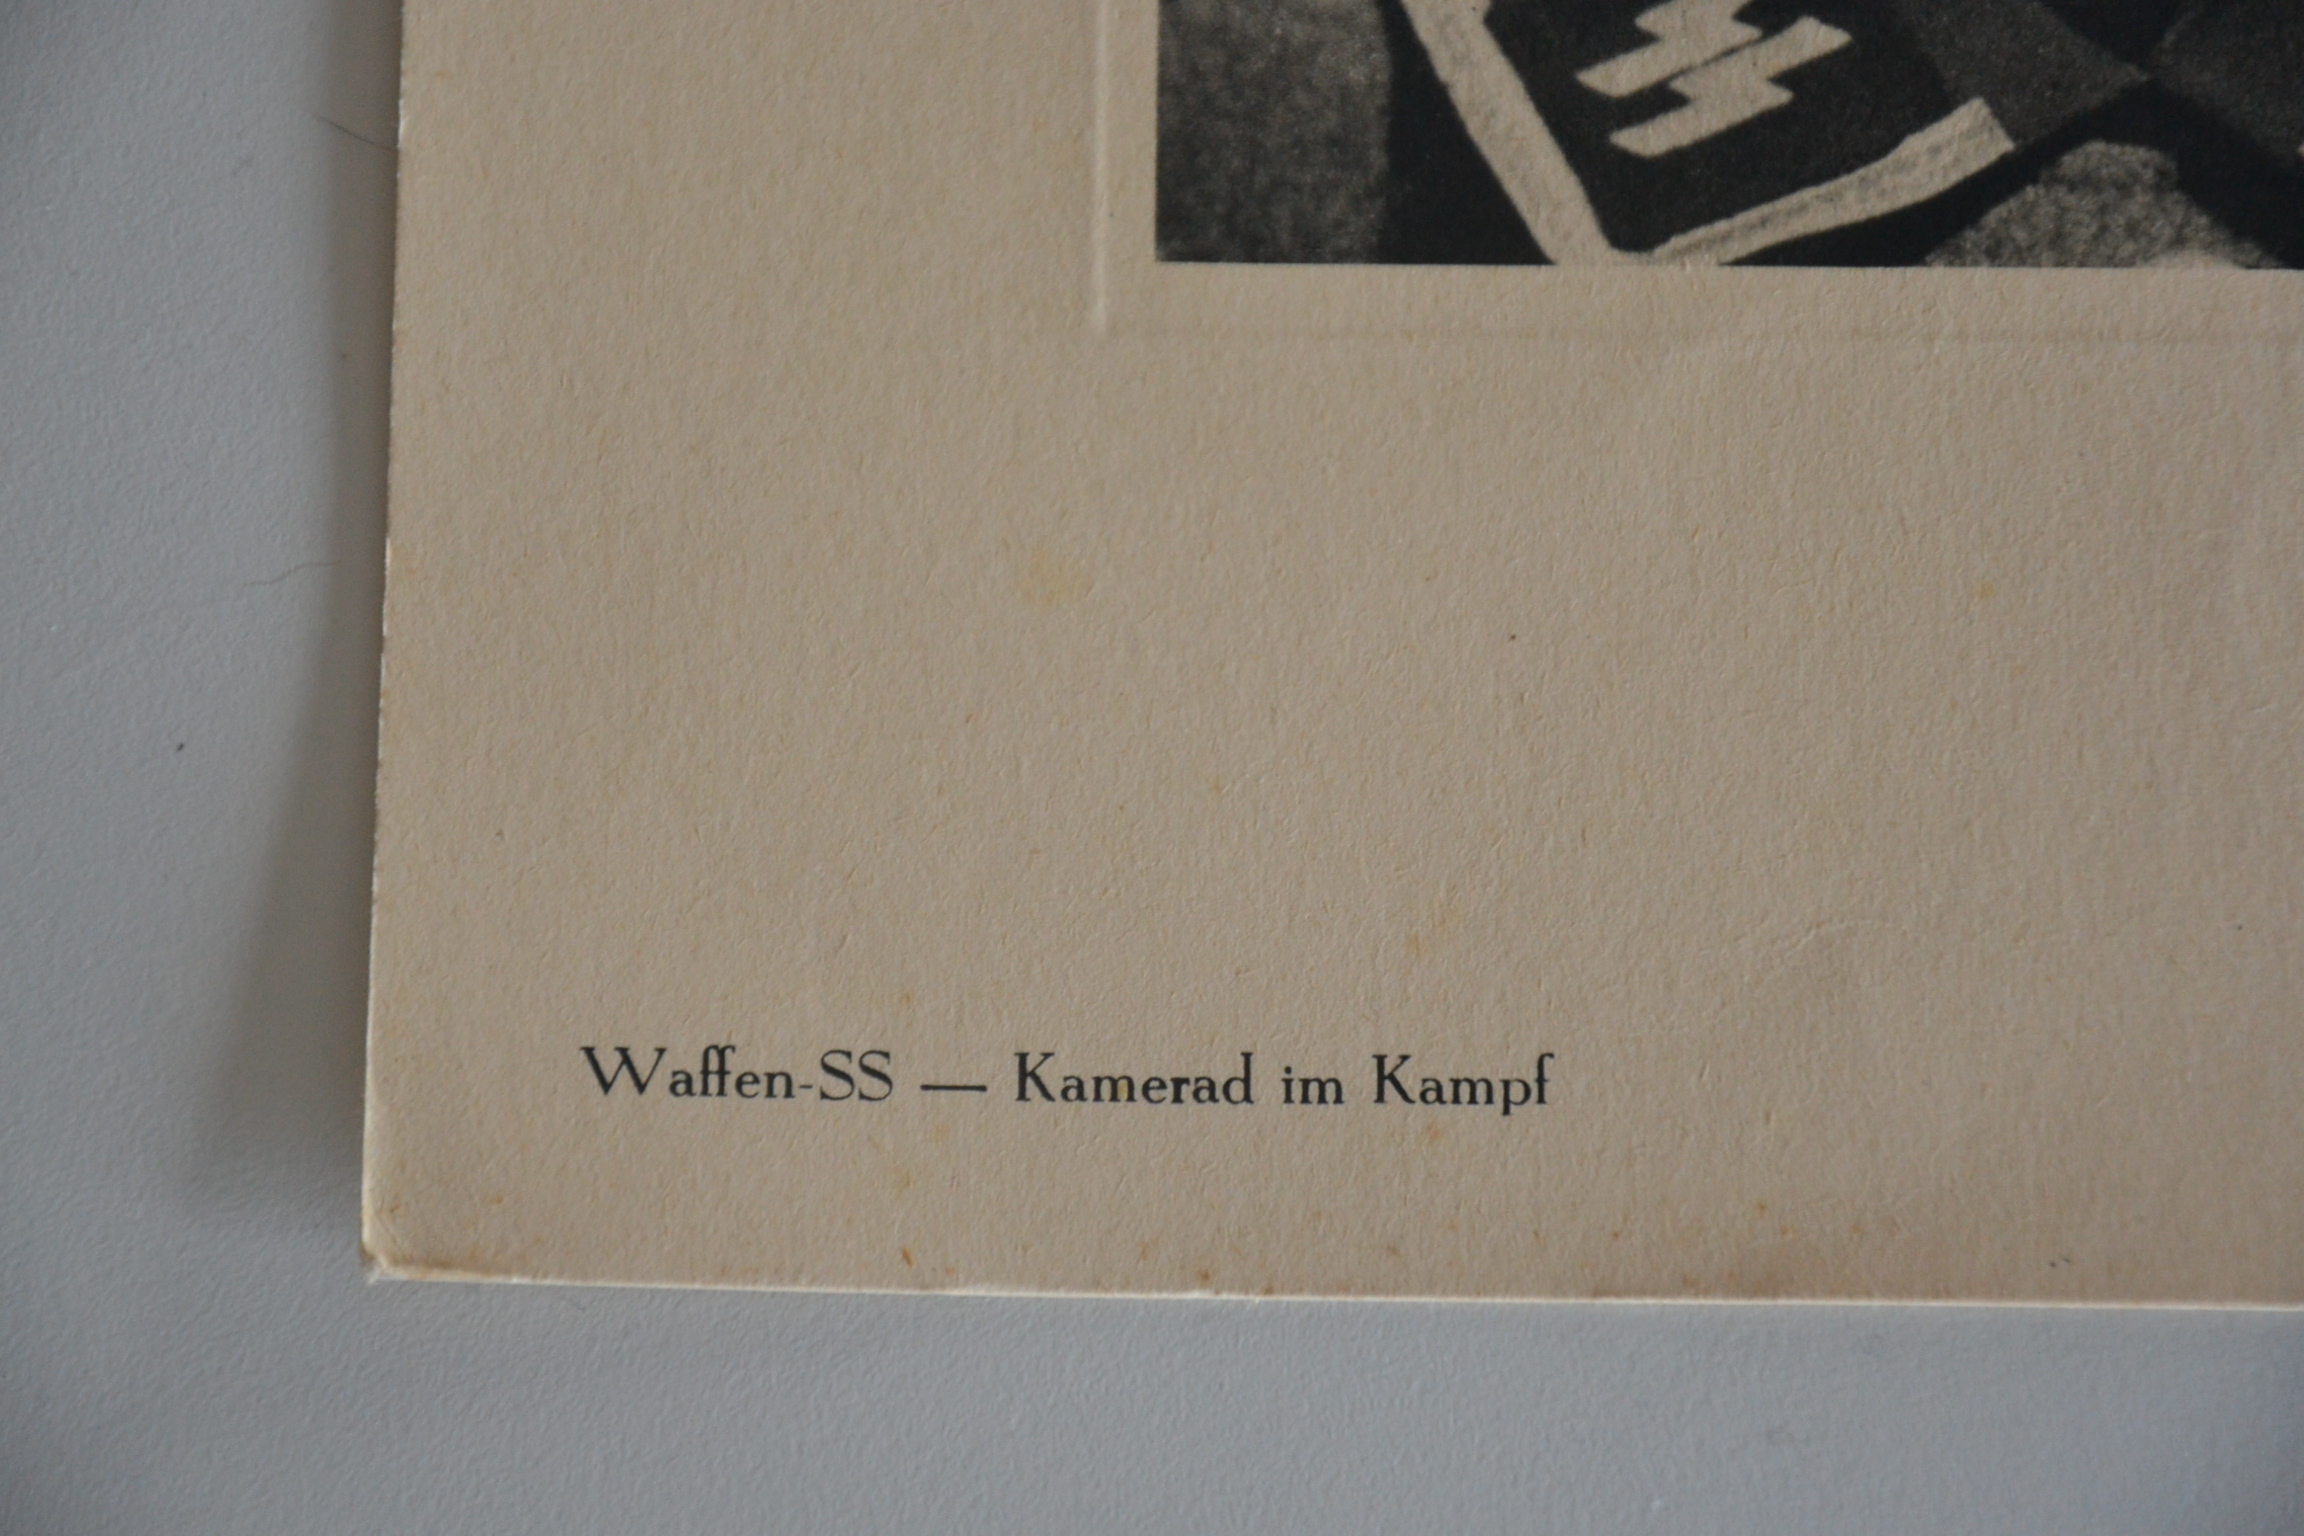 Waffen-SS — Kamerad im Kampf